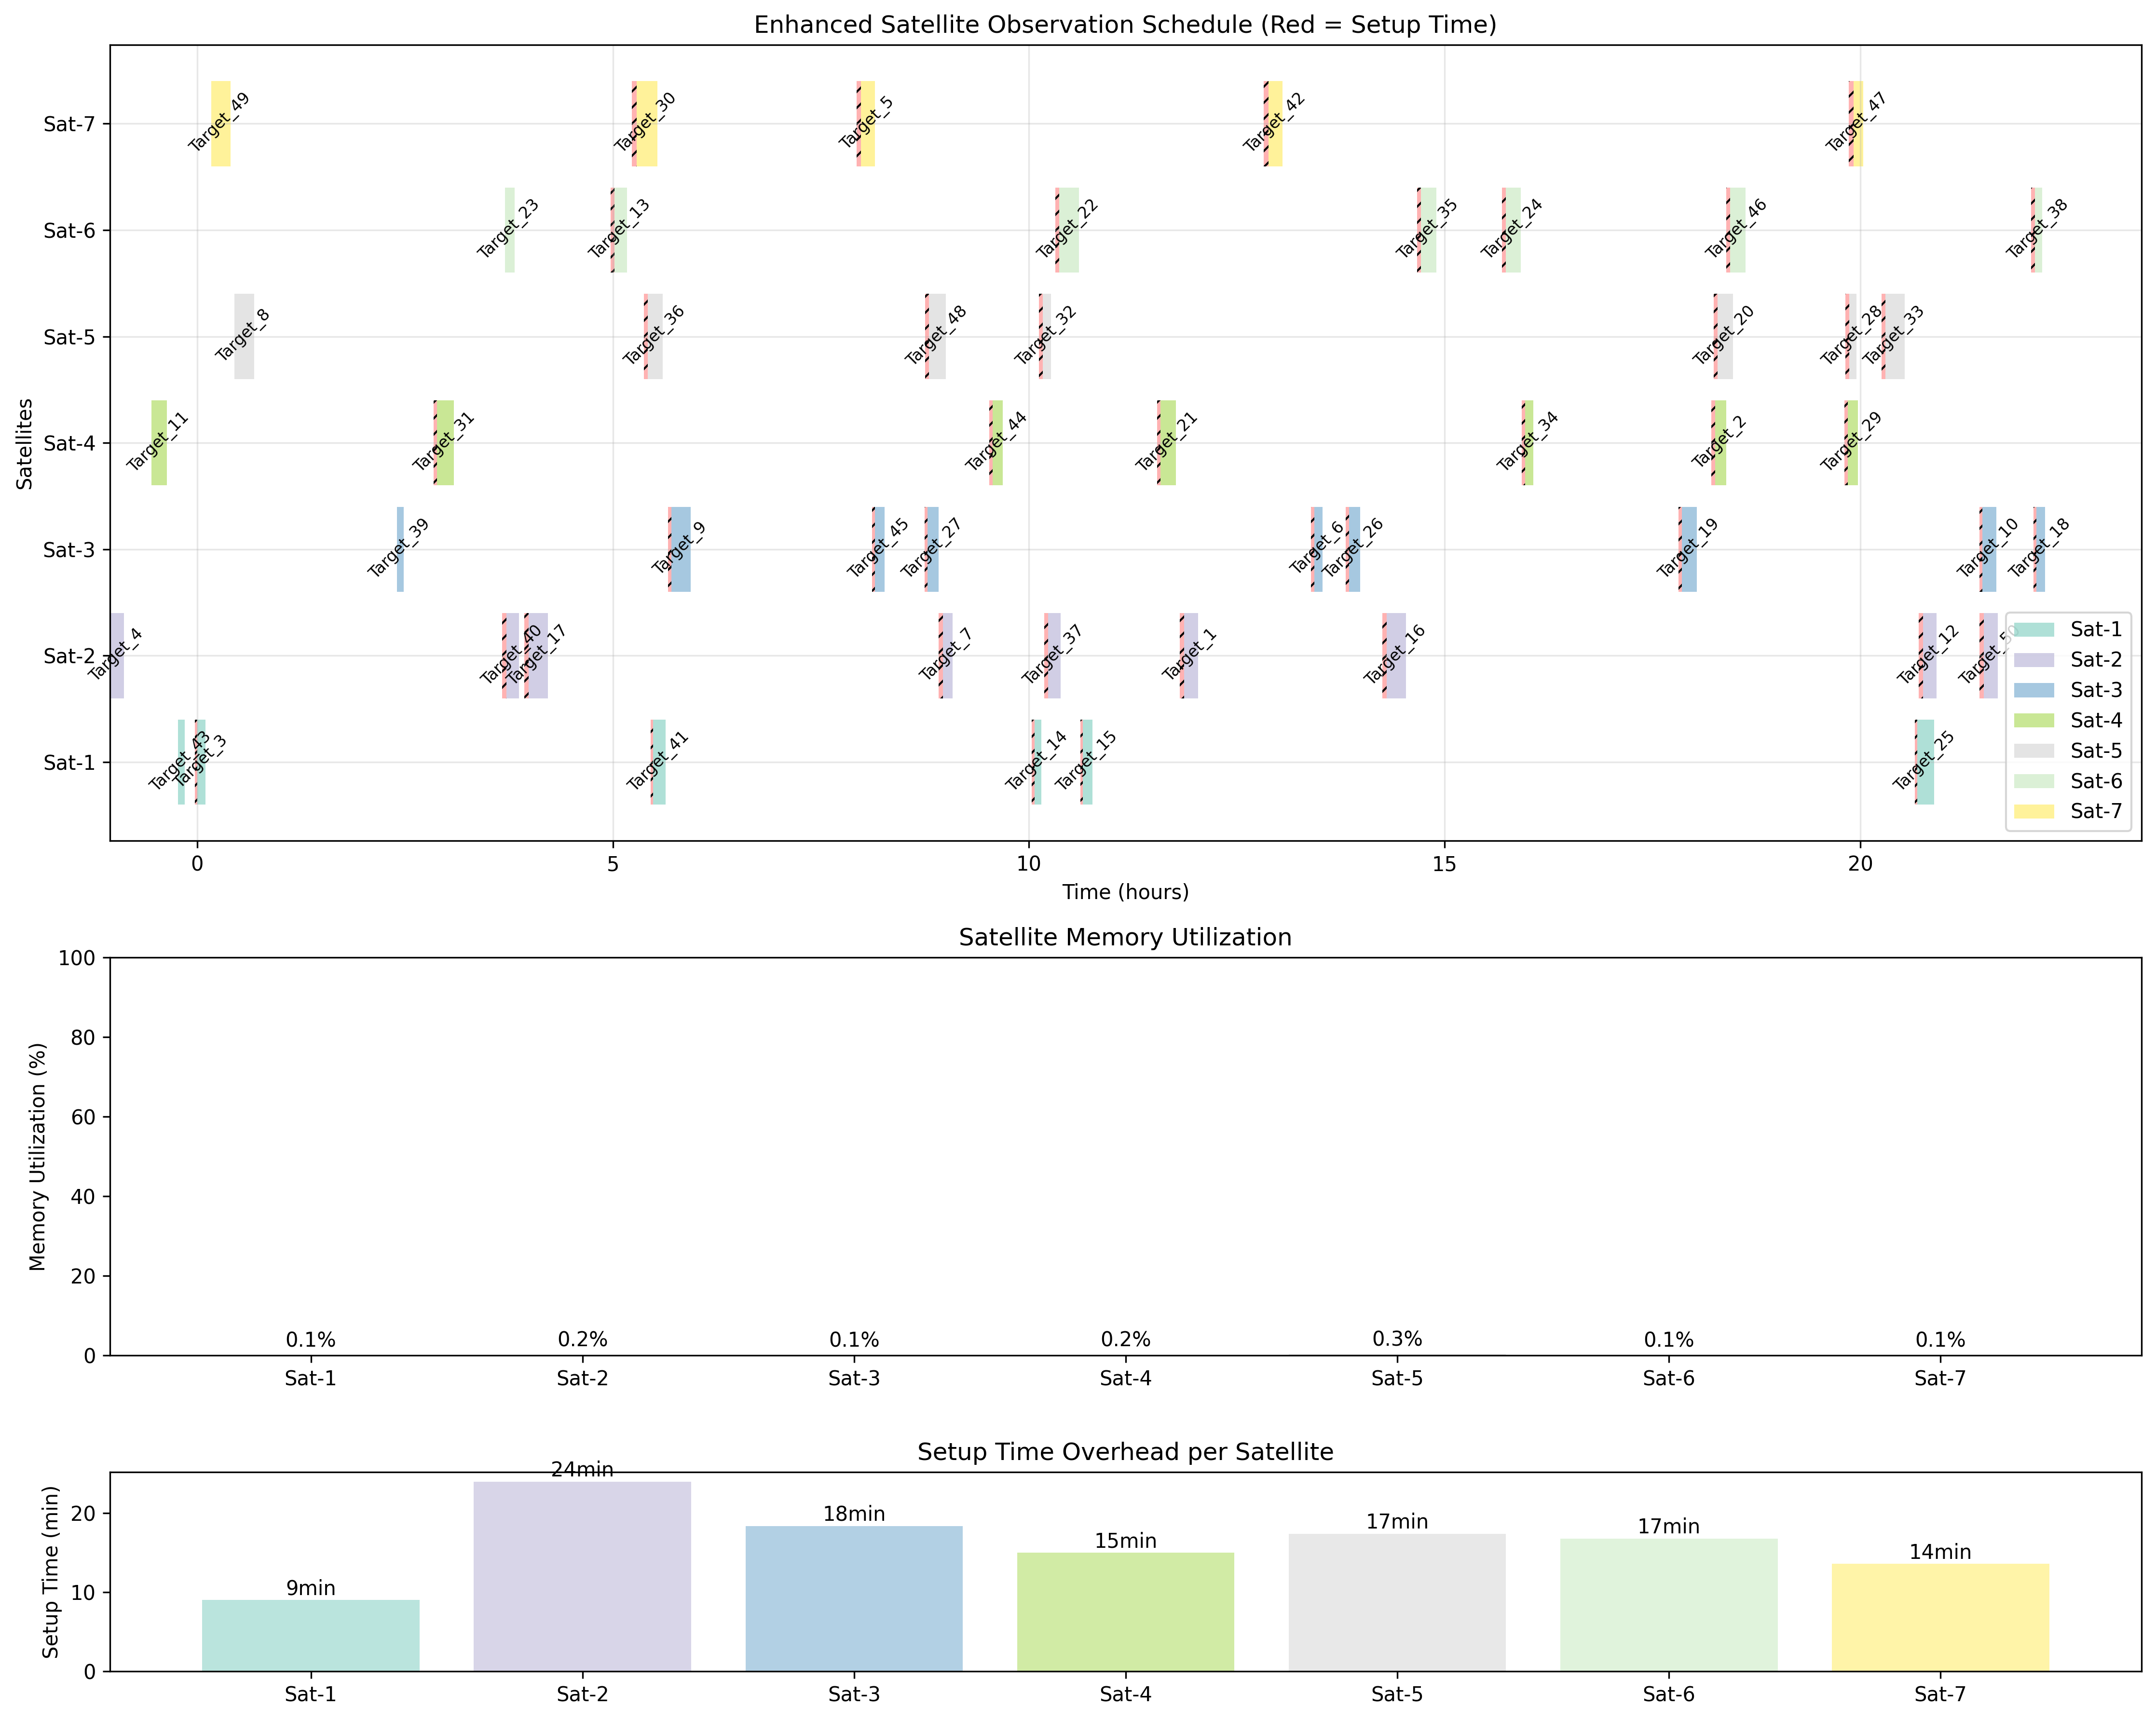 Enhanced Satellite Observation Schedule (Red = Setup Time)
Satellites
Sat-7
Target_49
Target_30
Target_5
Target_42
Target_47
Sat-6
Target_23
Target_13
Target_22
Target_35
Target_24
Target_46
Target_38
Sat-5
Target_8
Target_36
Target_48
Target_32
Target_20
Target_28
Target_33
Sat-4
Target_11
Target_31
Target_44
Target_21
Target_34
Target_2
Target_29
Sat-3
Target_39
Target_9
Target_45
Target_27
Target_6
Target_26
Target_19
Target_10
Target_18
Sat-2
Target_4
Target_40
Target_17
Target_7
Target_37
Target_1
Target_16
Target_12
Target_50
Sat-1
Target_43
Target_3
Target_41
Target_14
Target_15
Target_25
Sat-1
Sat-2
Sat-3
Sat-4
Sat-5
Sat-6
Sat-7
0 5 10 15 20
Time (hours)
Satellite Memory Utilization
Memory Utilization (%)
100
80
60
40
20
0
0.1% 0.2% 0.1% 0.2% 0.3% 0.1% 0.1%
Sat-1 Sat-2 Sat-3 Sat-4 Sat-5 Sat-6 Sat-7
Setup Time Overhead per Satellite
Setup Time (min)
20
10
0
9min 24min 18min 15min 17min 17min 14min
Sat-1 Sat-2 Sat-3 Sat-4 Sat-5 Sat-6 Sat-7